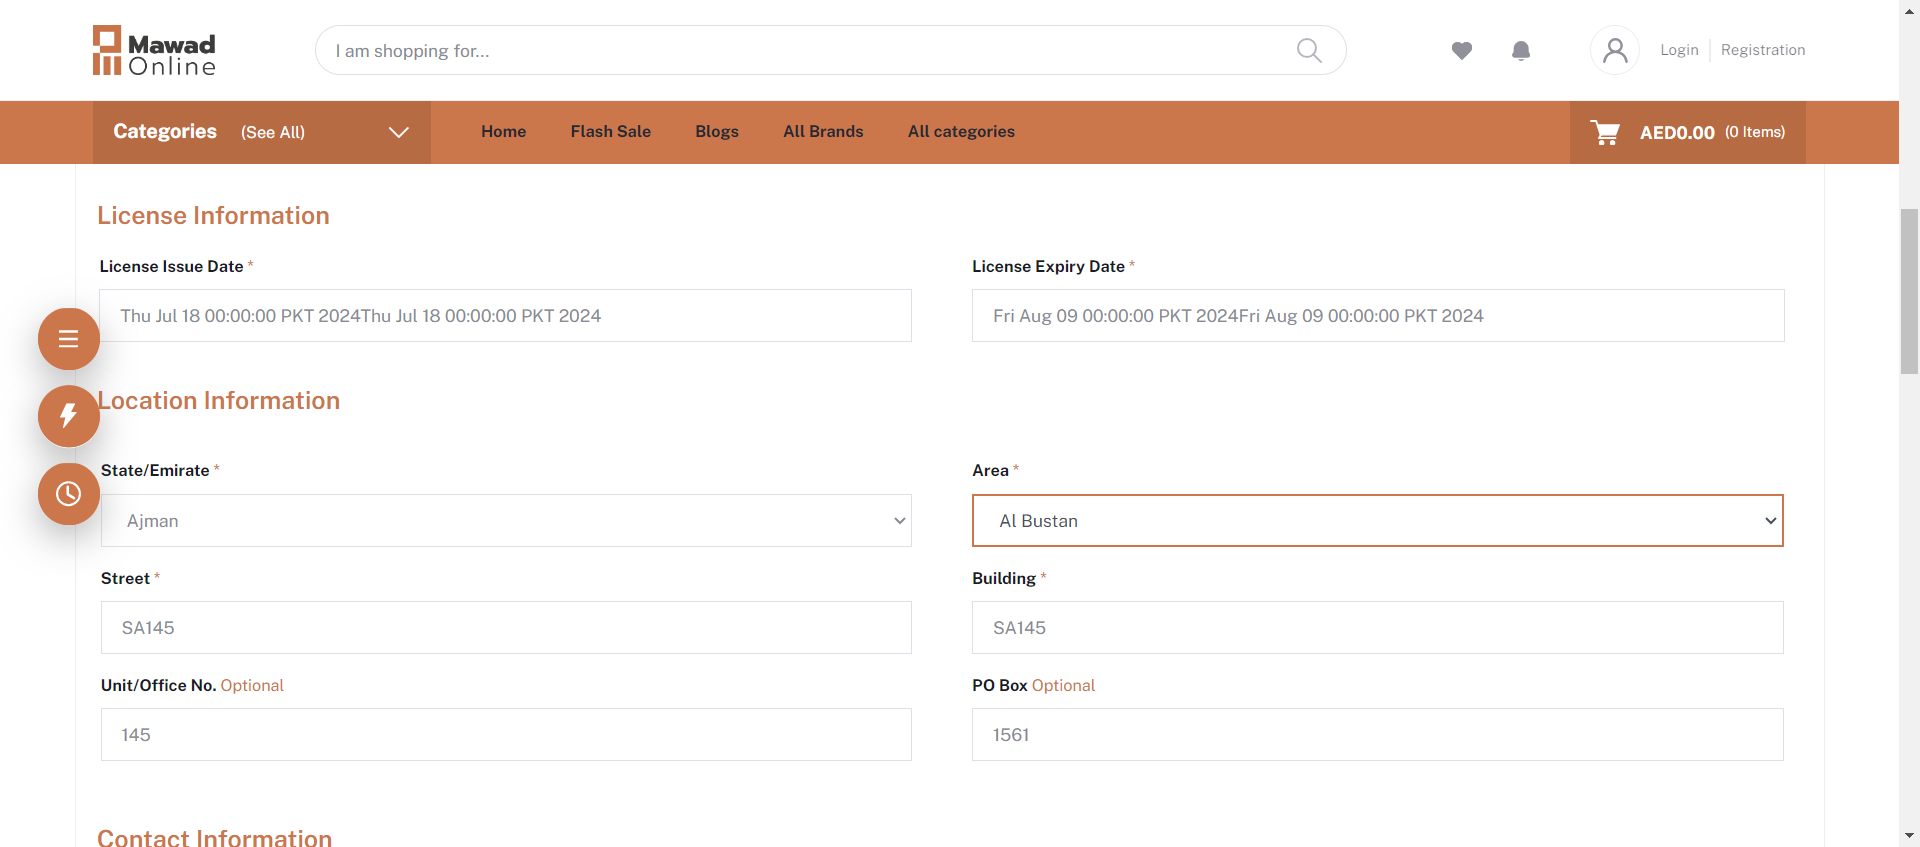 Mawad
Online
I am shopping for...
Login
Registration
Categories (See All)
Home
Flash Sale
Blogs
All Brands
All categories
AED0.00 (0 Items)
License Information
License Issue Date *
License Expiry Date *
Thu Jul 18 00:00:00 PKT 2024Thu Jul 18 00:00:00 PKT 2024
Fri Aug 09 00:00:00 PKT 2024Fri Aug 09 00:00:00 PKT 2024
Location Information
State/Emirate *
Area *
Ajman
Al Bustan
Street *
Building *
SA145
SA145
Unit/Office No. Optional
PO Box Optional
145
1561
Contact Information